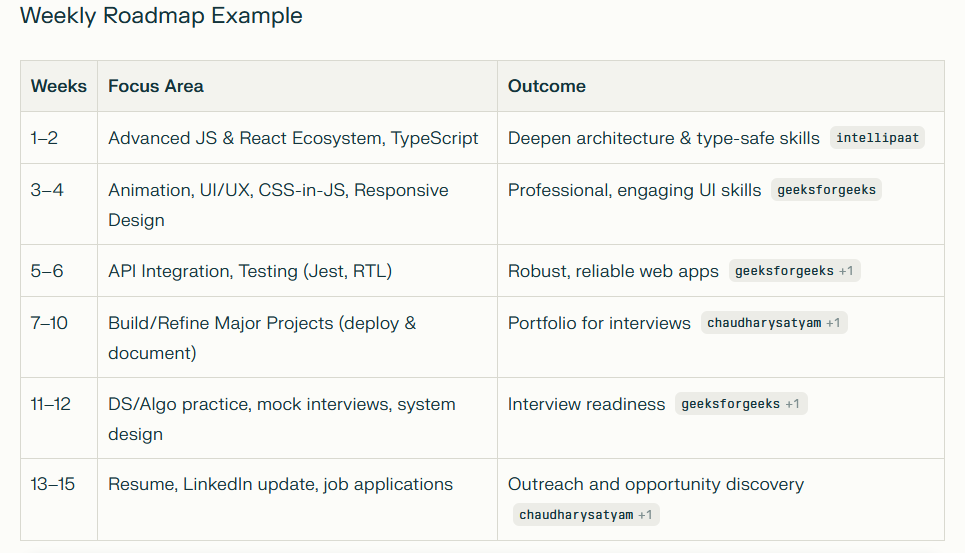 Weekly Roadmap Example
Weeks Focus Area Outcome
1–2 Advanced JS & React Ecosystem, TypeScript Deepen architecture & type-safe skills intellipaat
3–4 Animation, UI/UX, CSS-in-JS, Responsive Professional, engaging UI skills geeksforgeeks
Design
5–6 API Integration, Testing (Jest, RTL) Robust, reliable web apps geeksforgeeks +1
7–10 Build/Refine Major Projects (deploy & Portfolio for interviews chaudharysatyam +1
document)
11–12 DS/Algo practice, mock interviews, system Interview readiness geeksforgeeks +1
design
13–15 Resume, LinkedIn update, job applications Outreach and opportunity discovery
chaudharysatyam +1